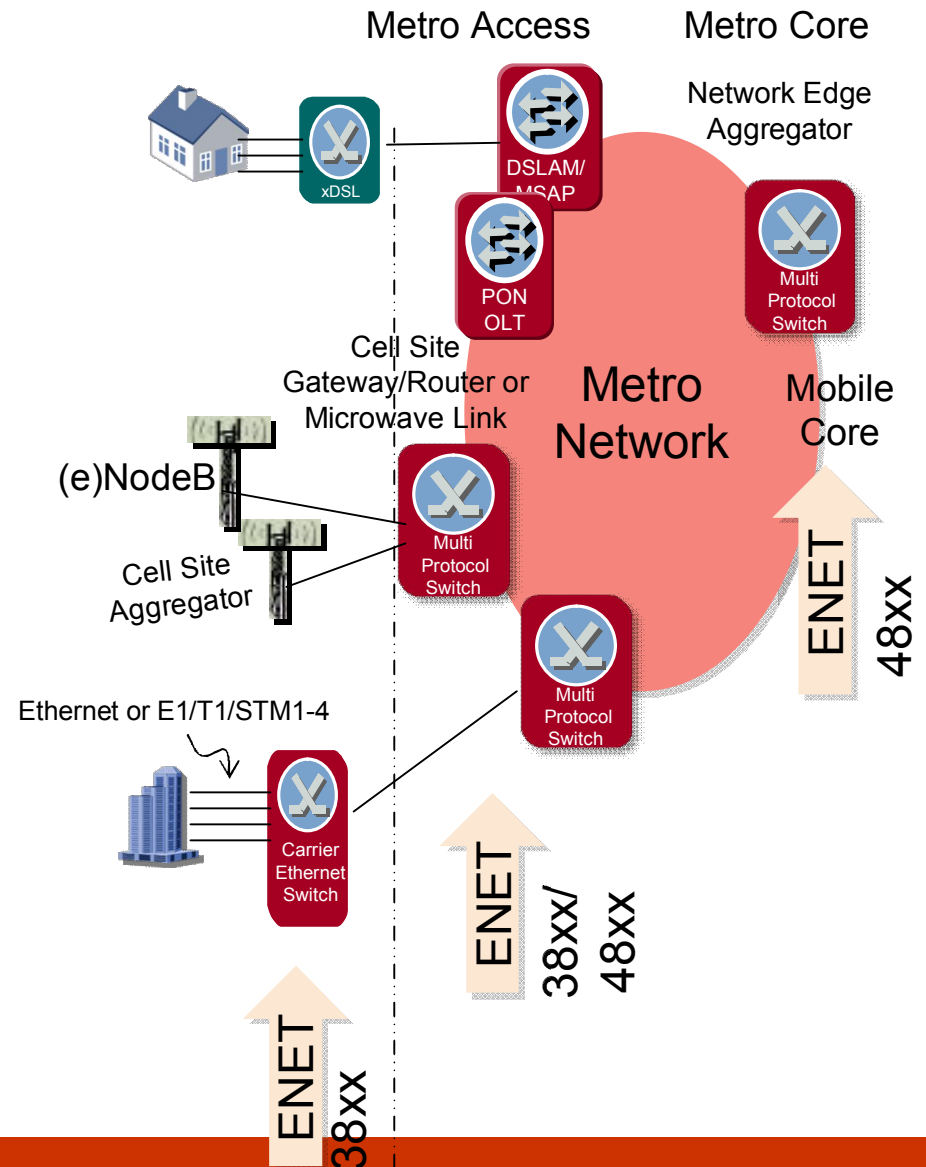 Metro Access
Metro Core
Network Edge
Aggregator
xDSL
DSLAM/
MSAP
PON
OLT
Multi
Protocol
Switch
Cell Site
Gateway/Router or
Microwave Link
Metro
Network
Mobile
Core
(e)NodeB
Multi
Protocol
Switch
Cell Site
Aggregator
ENET
48xx
Multi
Protocol
Switch
Ethernet or E1/T1/STM1-4
Carrier
Ethernet
Switch
ENET
38xx/
48xx
ENET
38xx